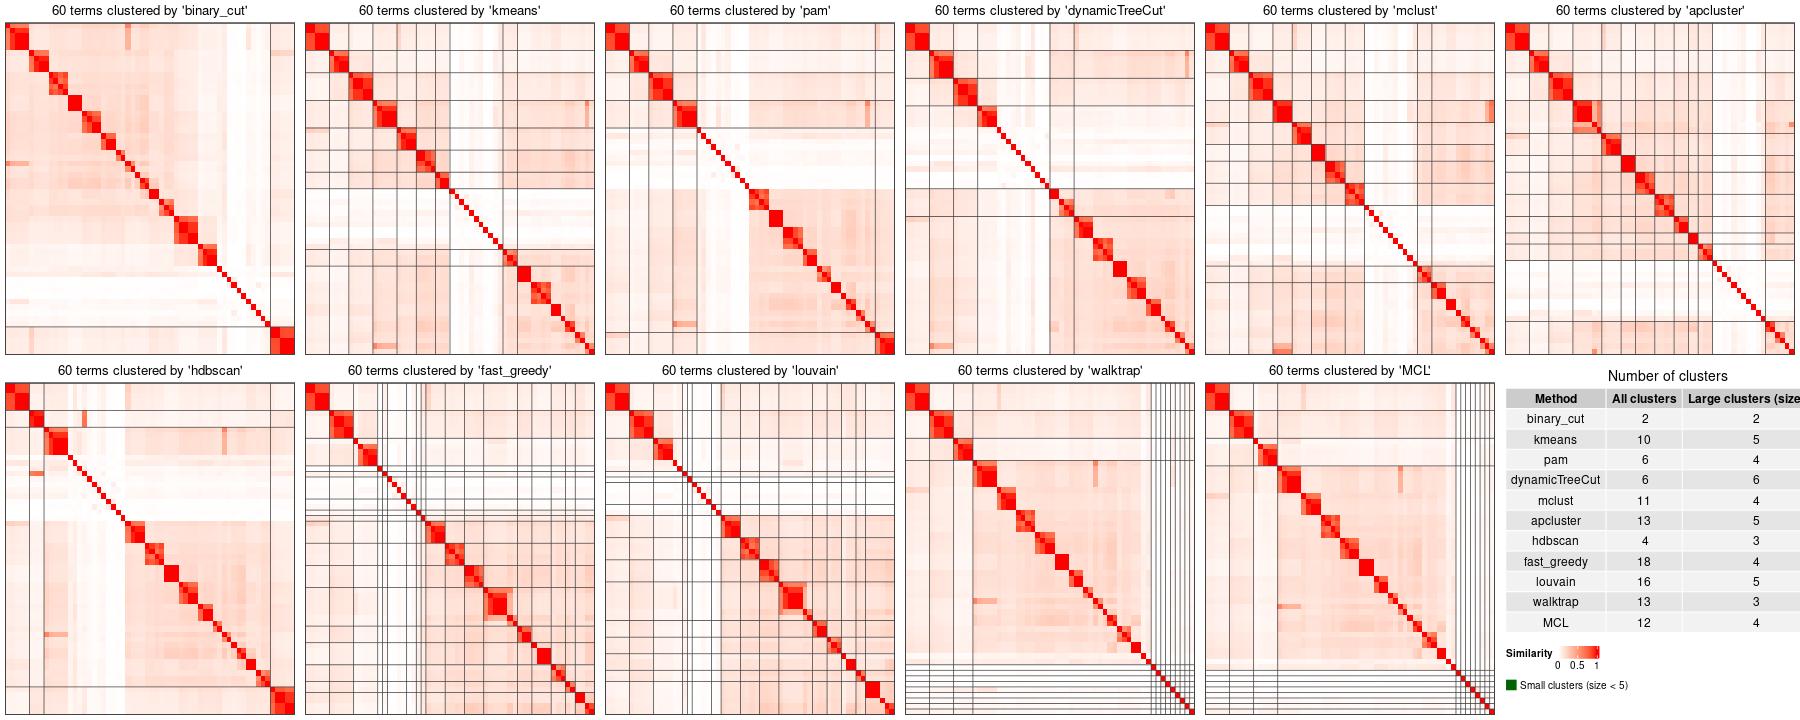 60 terms clustered by 'binary_cut'
60 terms clustered by 'kmeans'
60 terms clustered by 'pam'
60 terms clustered by 'dynamicTreeCut'
60 terms clustered by 'mclust'
60 terms clustered by 'apcluster'
60 terms clustered by 'hdbscan'
60 terms clustered by 'fast_greedy'
60 terms clustered by 'louvain'
60 terms clustered by 'walktrap'
60 terms clustered by 'MCL'
Number of clusters
Method All clusters Large clusters (size
binary_cut 2 2
kmeans 10 5
pam 6 4
dynamicTreeCut 6 6
mclust 11 4
apcluster 13 5
hdbscan 4 3
fast_greedy 18 4
louvain 16 5
walktrap 13 3
MCL 12 4
Similarity
0 0.5 1
Small clusters (size < 5)